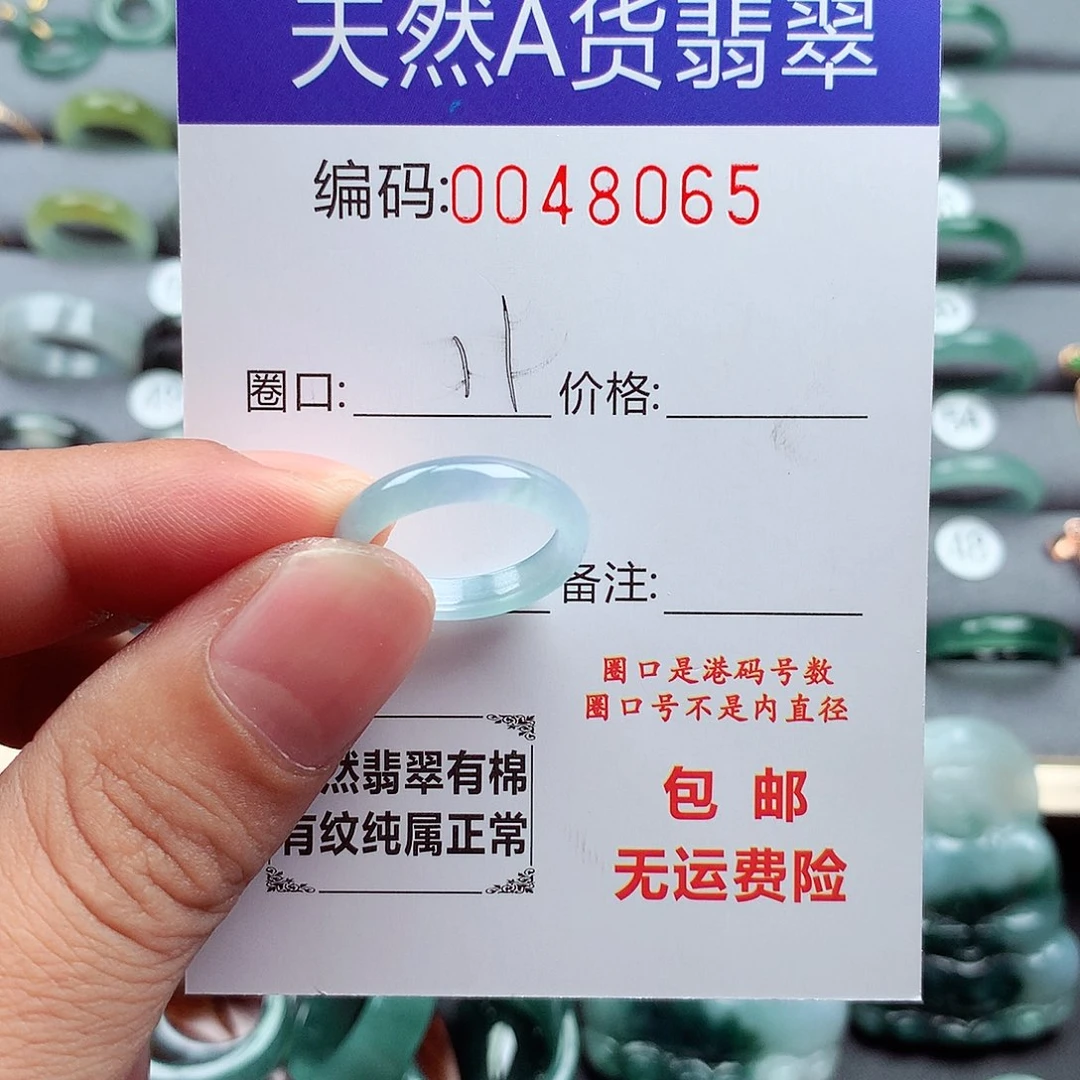 天然A货翡翠
编码:0048065
圈口: 11 价格:
备注:
圈口是港码号数
圈口号不是内直径
然翡翠有棉
有纹纯属正常
包 邮
无运费险
48